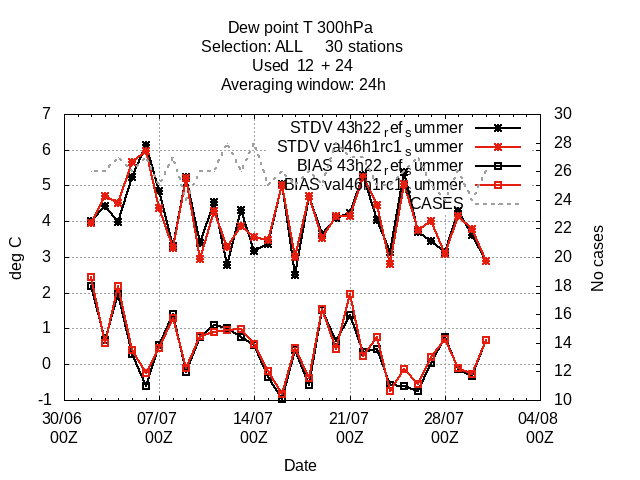 Dew point T 300hPa
Selection: ALL 30 stations
Used 12 + 24
Averaging window: 24h
STDV 43h22_ref_summer
STDV val46h1rc1_summer
BIAS 43h22_ref_summer
BIAS val46h1rc1_summer
CASES
deg C
No cases
7
6
5
4
3
2
1
0
-1
30
28
26
24
22
20
18
16
14
12
10
30/06 07/07 14/07 21/07 28/07 04/08
00Z 00Z 00Z 00Z 00Z 00Z
Date